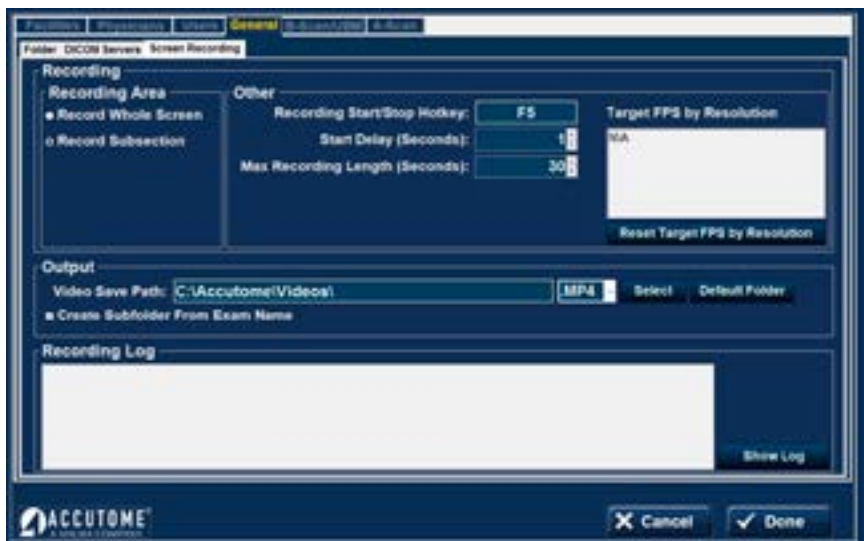 Facilities Physicians Users General B-Scan/UBM A-Scan
Folder DICOM Servers Screen Recording
Recording
Recording Area
Record Whole Screen
Record Subsection
Other
Recording Start/Stop Hotkey: F5
Start Delay (Seconds): 1
Max Recording Length (Seconds): 30
Target FPS by Resolution
N\A
Reset Target FPS by Resolution
Output
Video Save Path: C:\Accutome\Videos\ .MP4 Select Default Folder
Create Subfolder From Exam Name
Recording Log
Show Log
ACCUTOME
Cancel Done